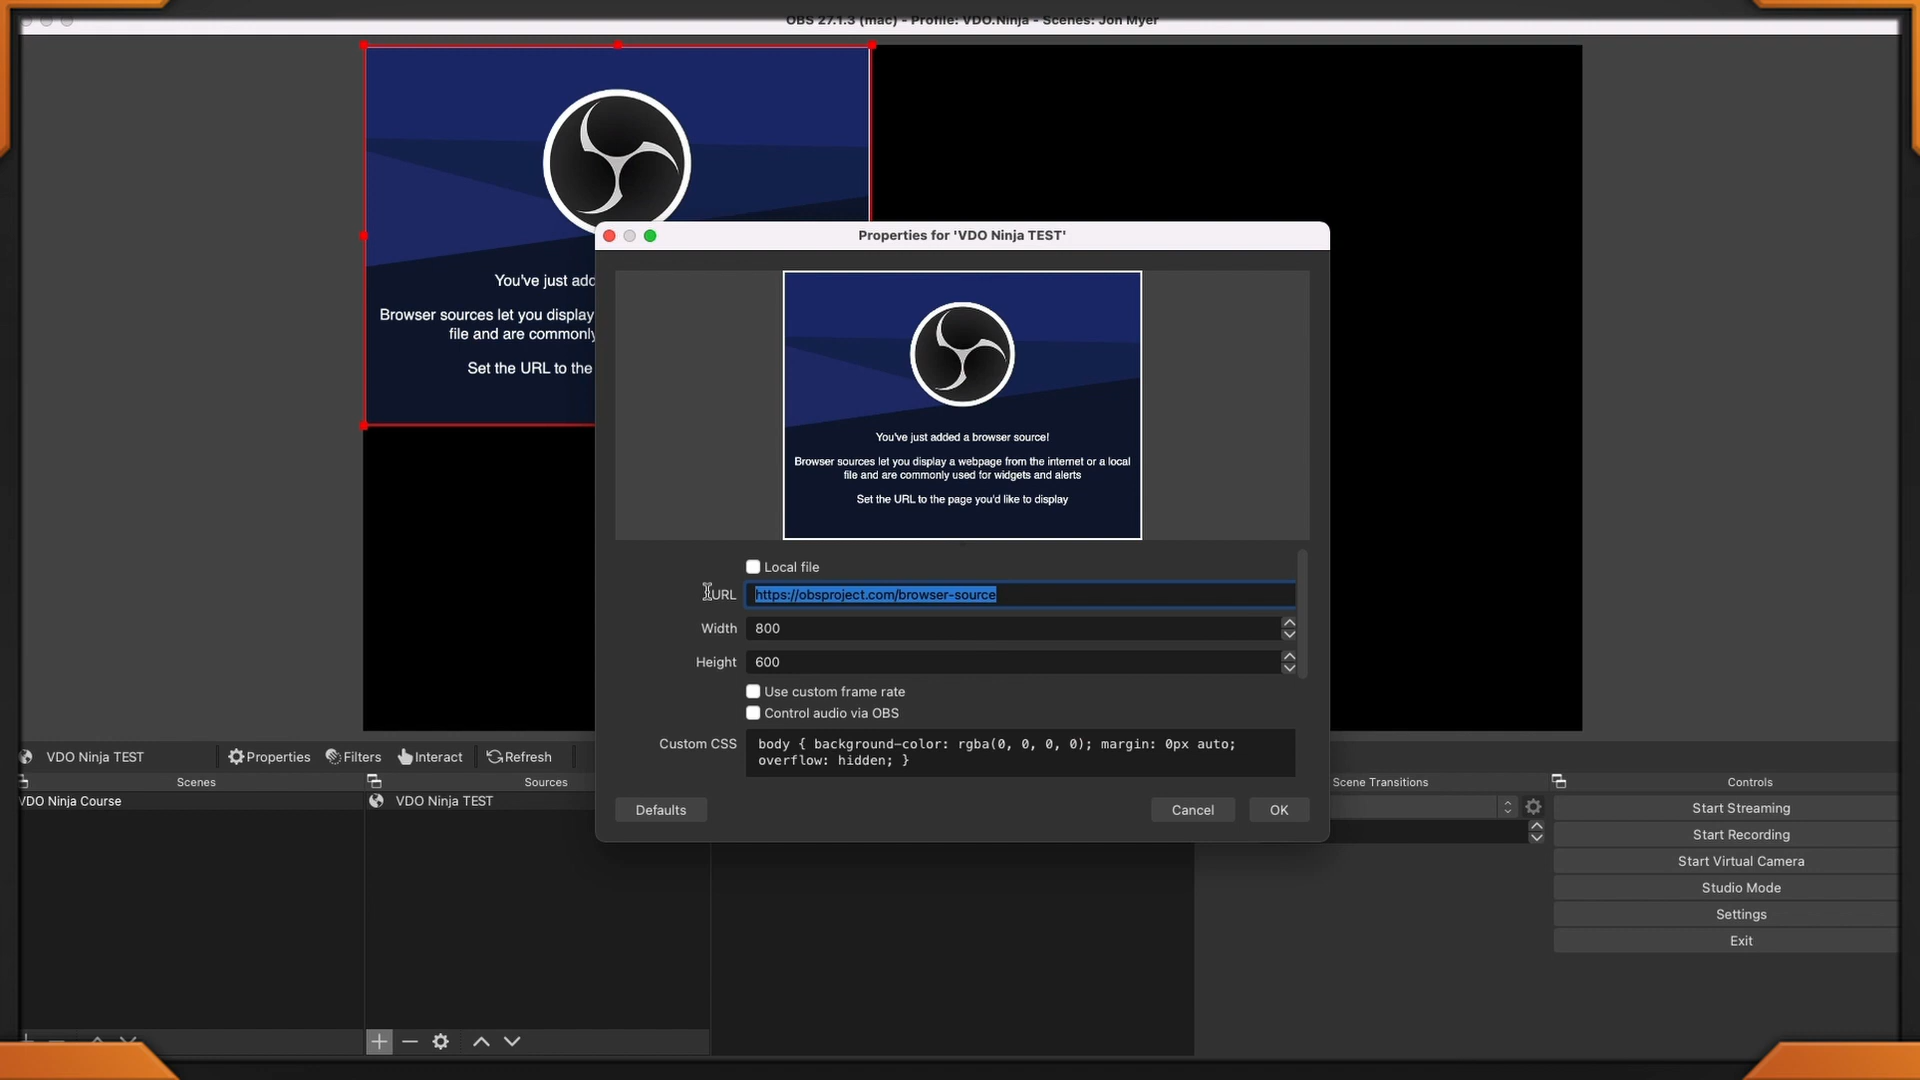 OBS 27.1.3 (mac) - Profile: VDO.Ninja - Scenes: Jon Myer
You've just add
Browser sources let you display
file and are commonly
Set the URL to the
Properties for 'VDO Ninja TEST'
You've just added a browser source!
Browser sources let you display a webpage from the internet or a local
file and are commonly used for widgets and alerts
Set the URL to the page you'd like to display
Local file
URL https://obsproject.com/browser-source
Width 800
Height 600
Use custom frame rate
Control audio via OBS
Custom CSS body { background-color: rgba(0, 0, 0, 0); margin: 0px auto;
overflow: hidden; }
Defaults Cancel OK
VDO Ninja TEST Properties Filters Interact Refresh
Scenes Sources Scene Transitions Controls
VDO Ninja Course
VDO Ninja TEST
Start Streaming
Start Recording
Start Virtual Camera
Studio Mode
Settings
Exit